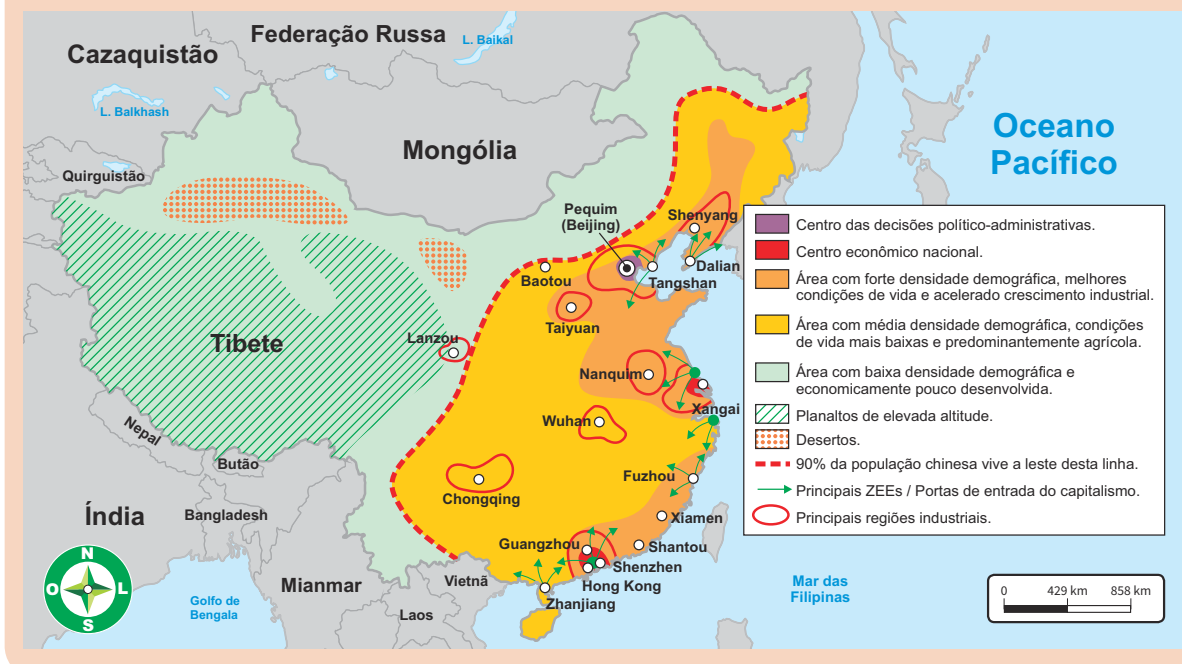 Federação Russa
L. Baikal
Cazaquistão
L. Balkhash
Oceano
Pacífico
Mongólia
Quirguistão
Pequim
(Beijing)
Shenyang
Dalian
Tangshan
Baotou
Taiyuan
Lanzou
Tibete
Nanquim
Xangai
Wuhan
Nepal
Butão
Chongqing
Fuzhou
Índia
Bangladesh
Xiamen
Guangzhou
Shantou
Shenzhen
Hong Kong
Mianmar
Vietnã
Zhanjiang
Laos
Golfo de
Bengala
Mar das
Filipinas
N
O
L
S
Centro das decisões político-administrativas.
Centro econômico nacional.
Área com forte densidade demográfica, melhores
condições de vida e acelerado crescimento industrial.
Área com média densidade demográfica, condições
de vida mais baixas e predominantemente agrícola.
Área com baixa densidade demográfica e
economicamente pouco desenvolvida.
Planaltos de elevada altitude.
Desertos.
90% da população chinesa vive a leste desta linha.
Principais ZEEs / Portas de entrada do capitalismo.
Principais regiões industriais.
0 429 km 858 km